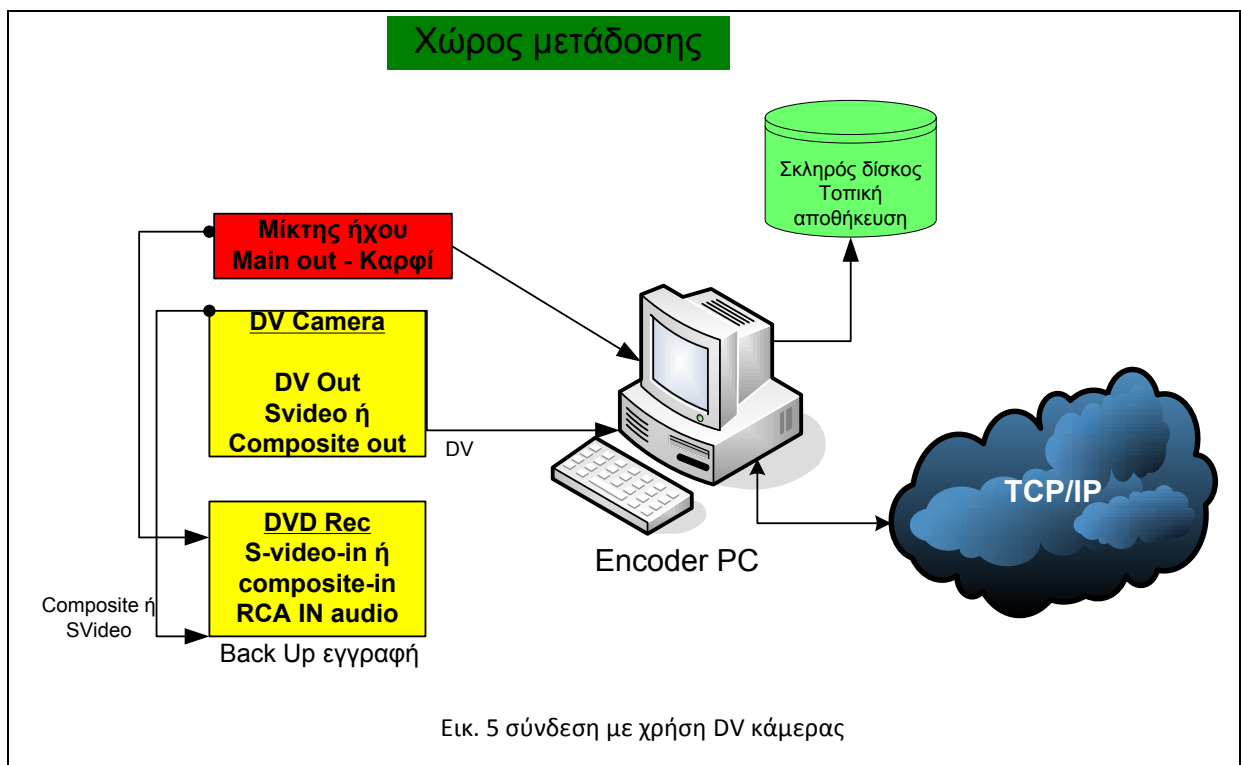 Χώρος μετάδοσης
Σκληρός δίσκος
Τοπική
αποθήκευση
Μίκτης ήχου
Main out - Καρφί
DV Camera
DV Out
Svideo ή
Composite out
DV
TCP/IP
Encoder PC
DVD Rec
S-video-in ή
composite-in
RCA IN audio
Composite ή
SVideo
Back Up εγγραφή
Εικ. 5 σύνδεση με χρήση DV κάμερας